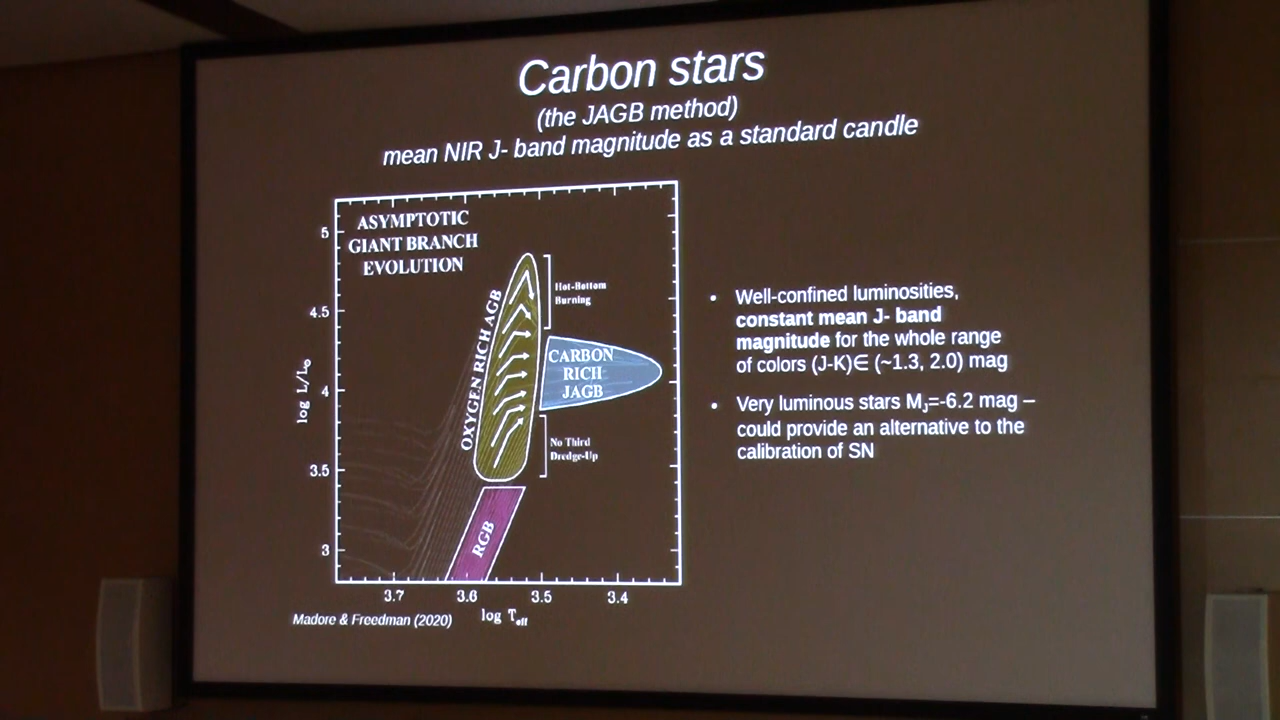 Carbon stars
(the JAGB method)
mean NIR J- band magnitude as a standard candle
ASYMPTOTIC
GIANT BRANCH
EVOLUTION
5
4.5
4
3.5
3
log L/L⊙
OXYGEN RICH AGB
Hot-Bottom
Burning
CARBON
RICH
JAGB
No Third
Dredge-Up
RGB
3.7 3.6 3.5 3.4
log Teff
Madore & Freedman (2020)
• Well-confined luminosities,
constant mean J- band
magnitude for the whole range
of colors (J-K)∈ (~1.3, 2.0) mag
• Very luminous stars MJ=-6.2 mag –
could provide an alternative to the
calibration of SN